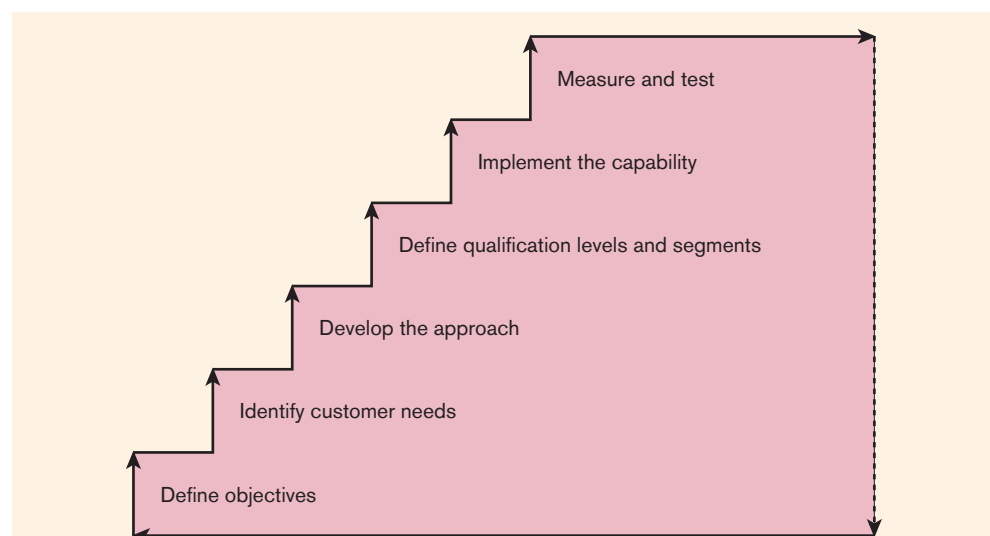 Measure and test
Implement the capability
Define qualification levels and segments
Develop the approach
Identify customer needs
Define objectives